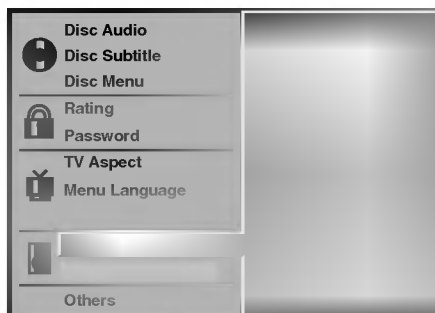 Disc Audio
Disc Subtitle
Disc Menu
Rating
Password
TV Aspect
Menu Language
Others